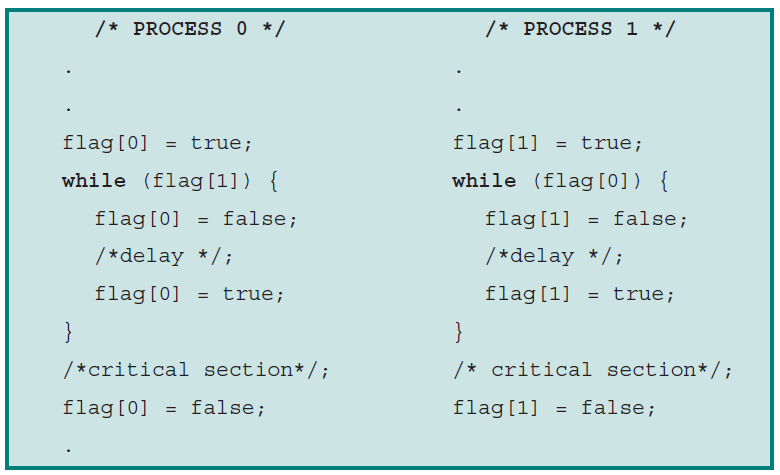 /* PROCESS 0 */
.
.
flag[0] = true;
while (flag[1]) {
flag[0] = false;
/*delay */;
flag[0] = true;
}
/*critical section*/;
flag[0] = false;
.
/* PROCESS 1 */
.
.
flag[1] = true;
while (flag[0]) {
flag[1] = false;
/*delay */;
flag[1] = true;
}
/* critical section*/;
flag[1] = false;